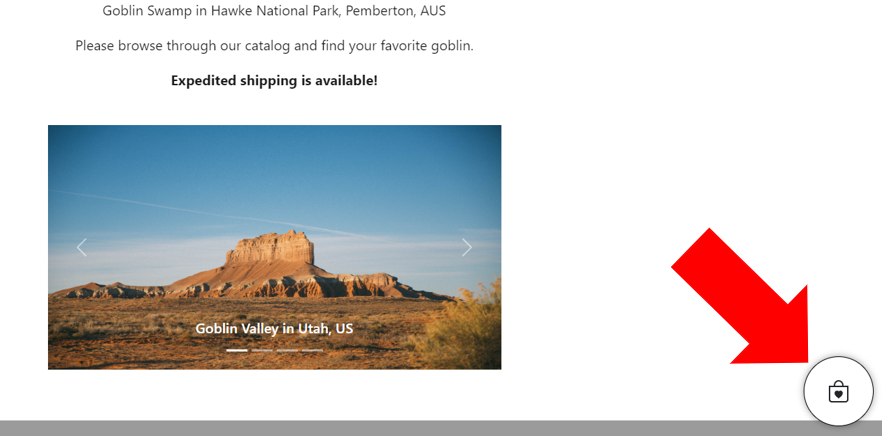 Goblin Swamp in Hawke National Park, Pemberton, AUS
Please browse through our catalog and find your favorite goblin.
Expedited shipping is available!
Goblin Valley in Utah, US